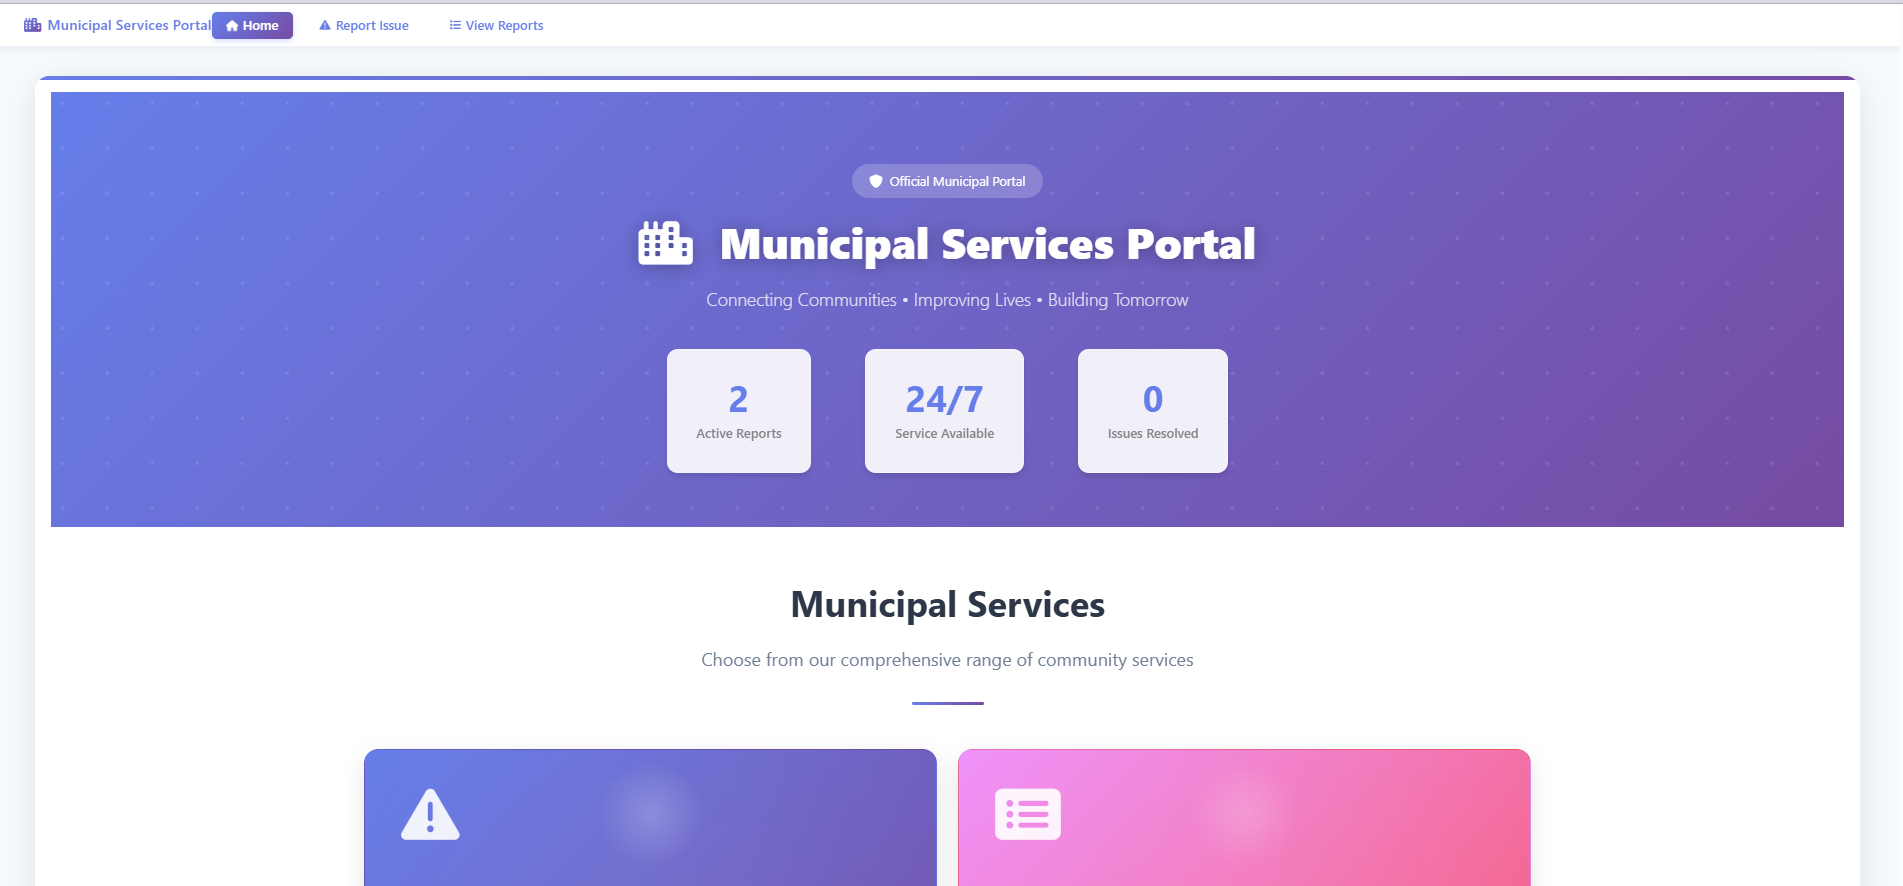 Municipal Services Portal Home Report Issue View Reports
Official Municipal Portal
Municipal Services Portal
Connecting Communities • Improving Lives • Building Tomorrow
2 24/7 0
Active Reports Service Available Issues Resolved
Municipal Services
Choose from our comprehensive range of community services